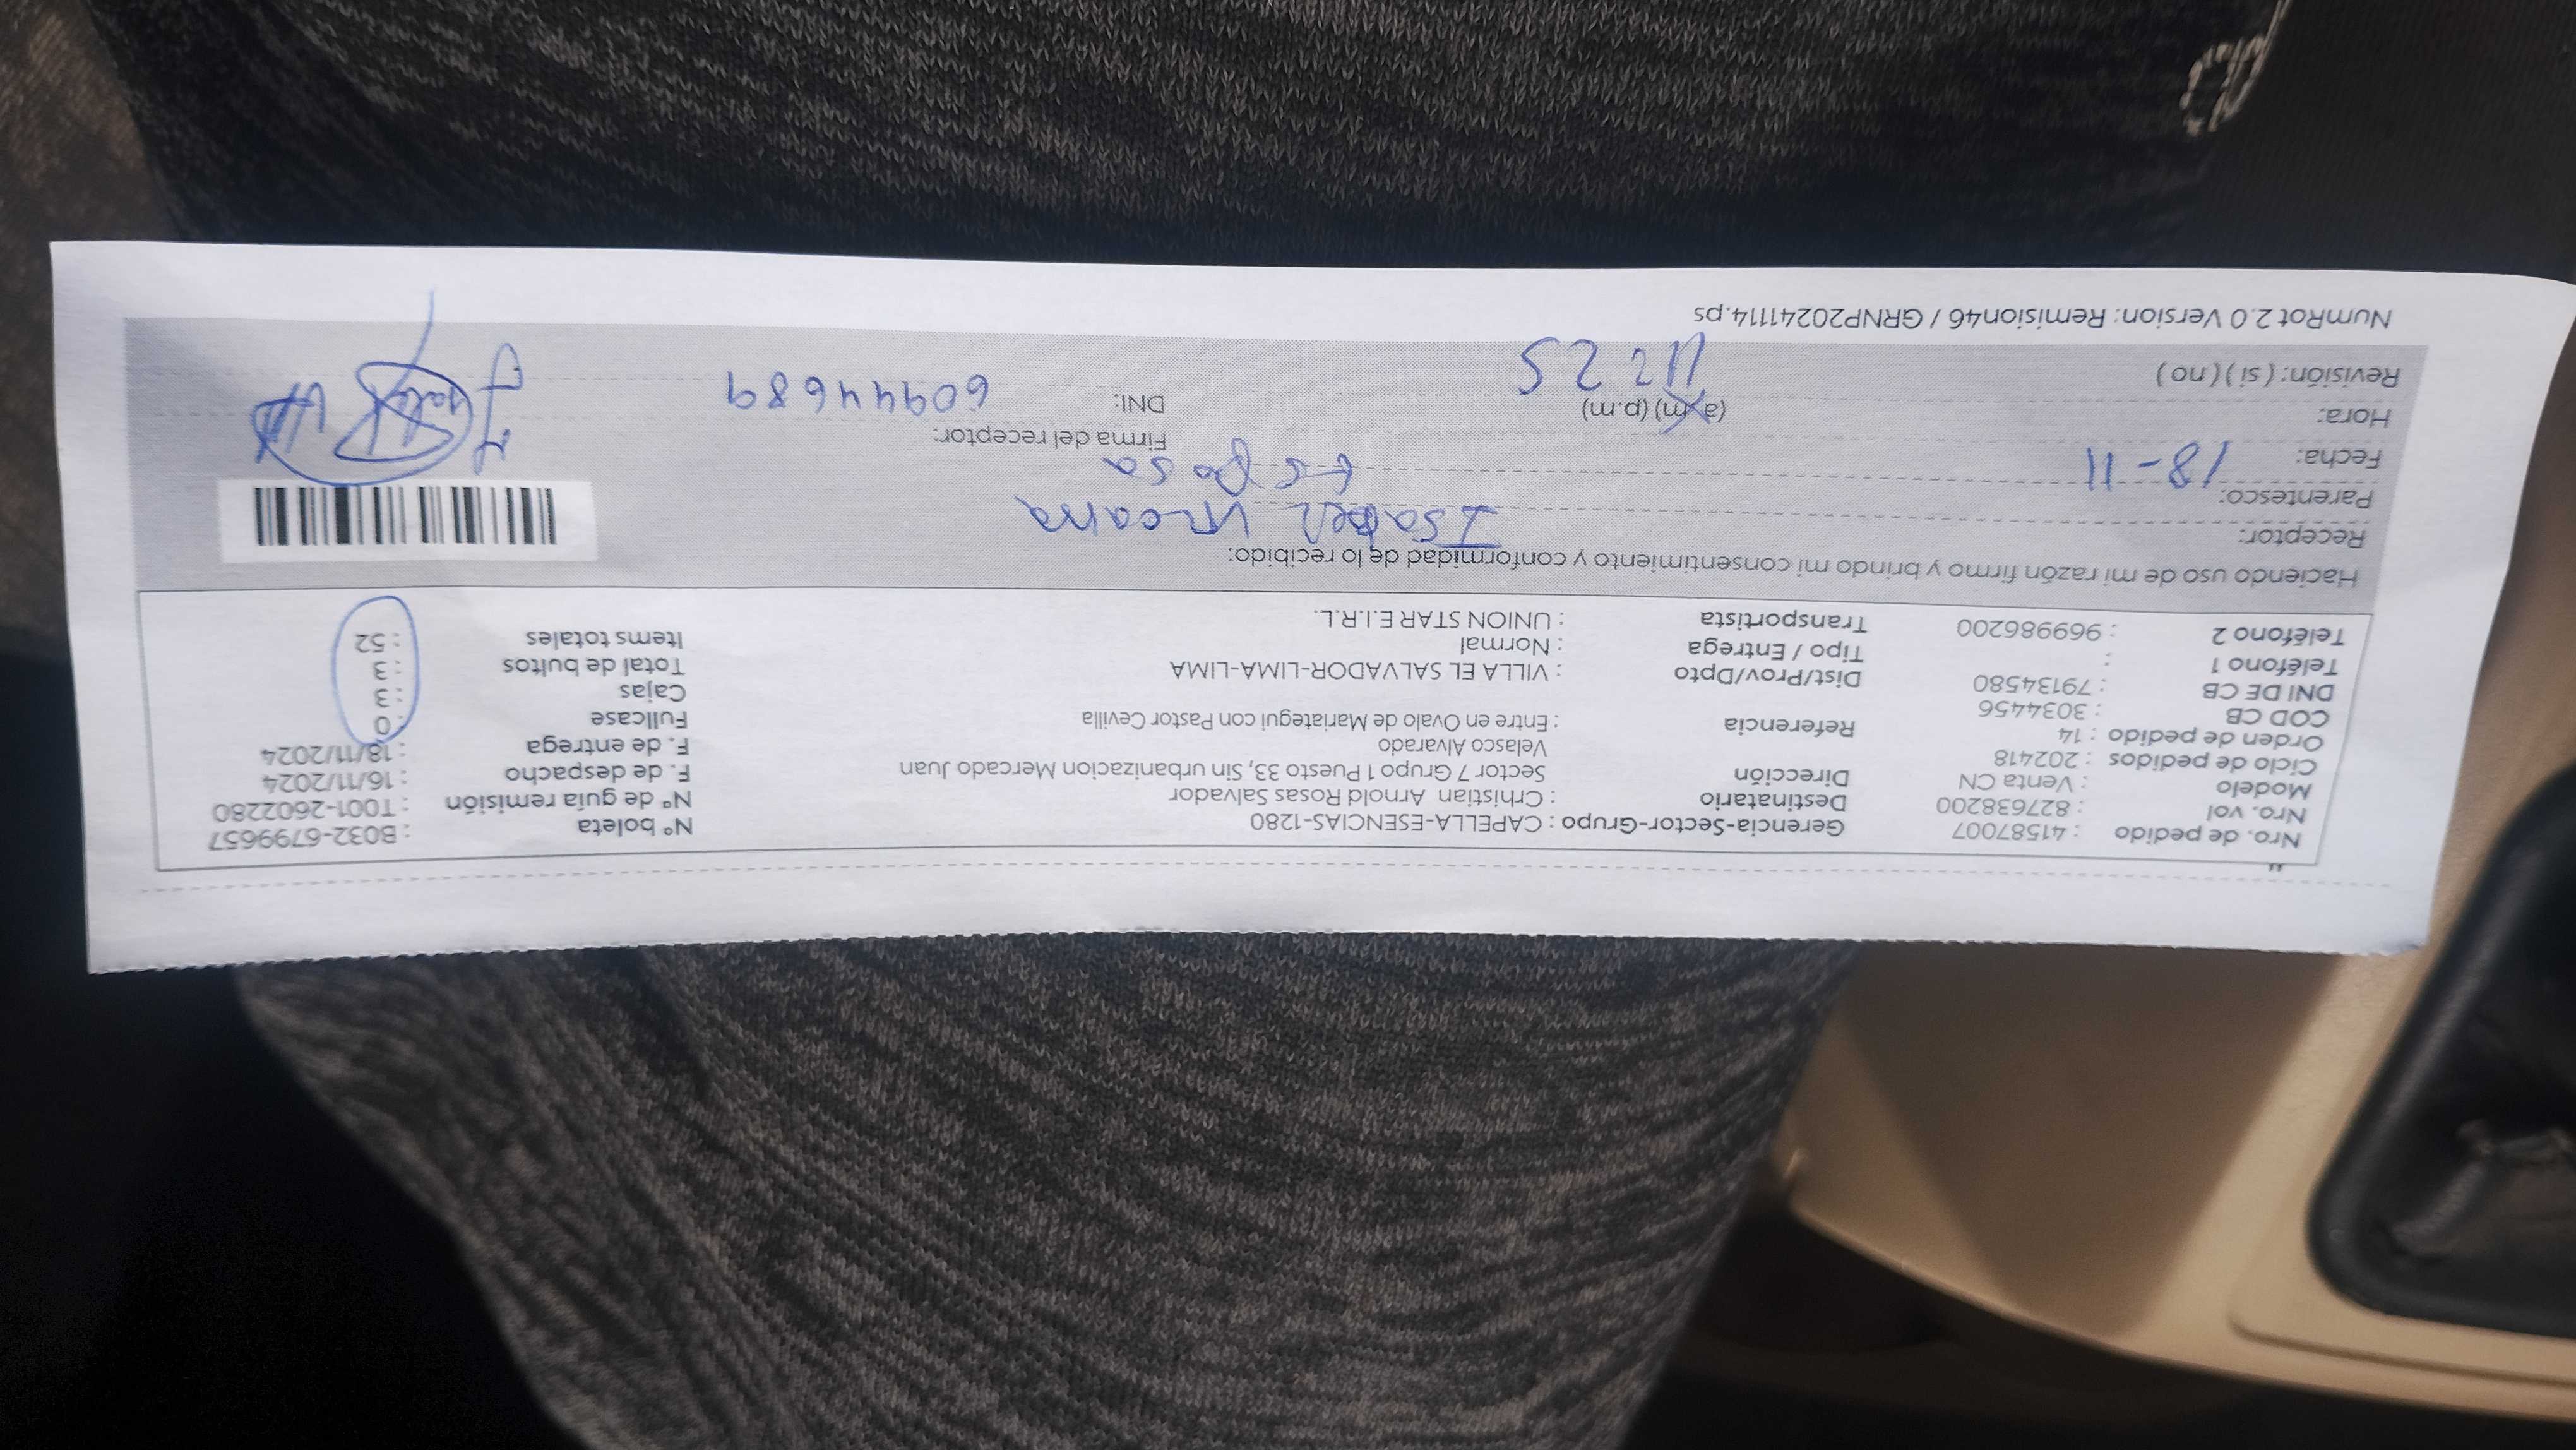 Nro. de pedido : 41587007 Gerencia-Sector-Grupo : CAPELLA-ESENCIAS-1280 N° boleta : B032-6799657
Nro. vol : 827638200 Destinatario : Crhistian Arnold Rosas Salvador N° de guía remisión : T001-2602280
Modelo : Venta CN Dirección Sector 7 Grupo 1 Puesto 33, Sin urbanizacion Mercado Juan F. de despacho : 16/11/2024
Ciclo de pedidos : 202418 Velasco Alvarado F. de entrega : 18/11/2024
Orden de pedido : 14 Referencia : Entre en Ovalo de Mariategui con Pastor Cevilla Fullcase : 0
COD CB : 3034456 Cajas : 3
DNI DE CB : 79134580 Dist/Prov/Dpto : VILLA EL SALVADOR-LIMA-LIMA Total de bultos : 3
Teléfono 1 : Tipo / Entrega : Normal Items totales : 52
Teléfono 2 : 969986200 Transportista : UNION STAR E.I.R.L.
Haciendo uso de mi razón firmo y brindo mi consentimiento y conformidad de lo recibido:
Receptor: Isabel
Parentesco: Esposa
Fecha: 18-11 Firma del receptor:
Hora: 11:25 (a.m) (p.m) DNI: 60944689
Revisión: ( si ) ( no )
NumRot 2.0 Version: Remision46 / GRNP20241114.ps